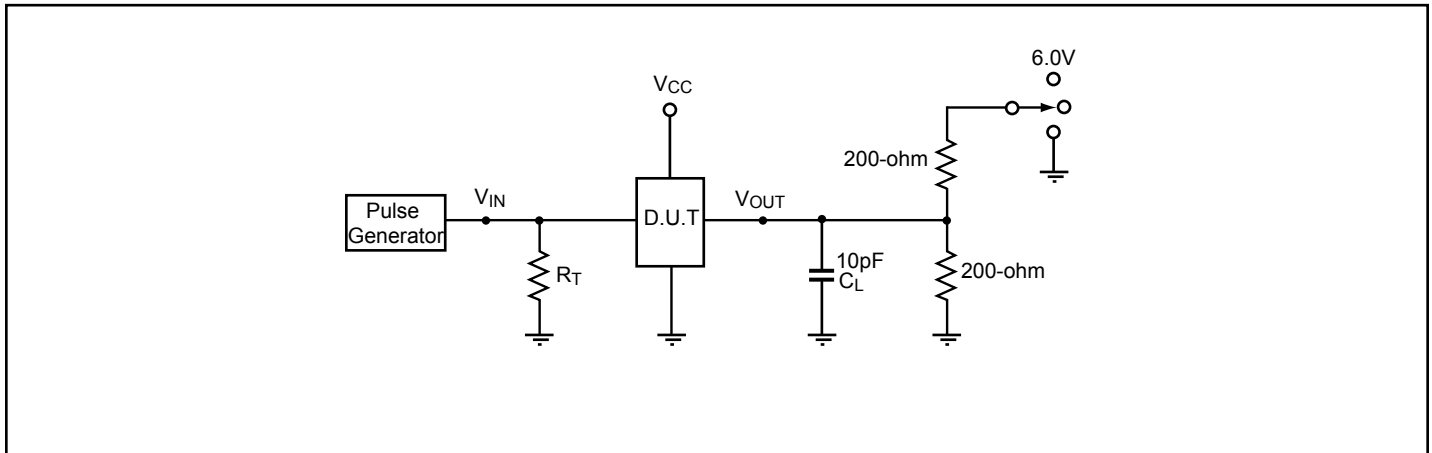 6.0V
VCC
200-ohm
Pulse
Generator
VIN
D.U.T
VOUT
10pF
CL
200-ohm
RT